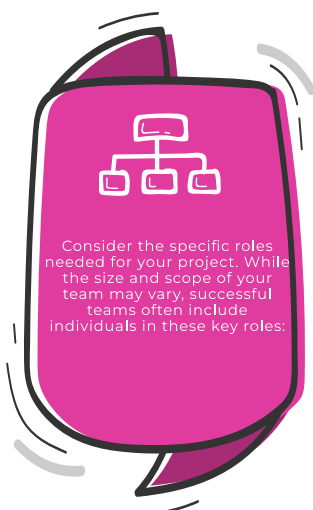 Consider the specific roles
needed for your project. While
the size and scope of your
team may vary, successful
teams often include
individuals in these key roles: